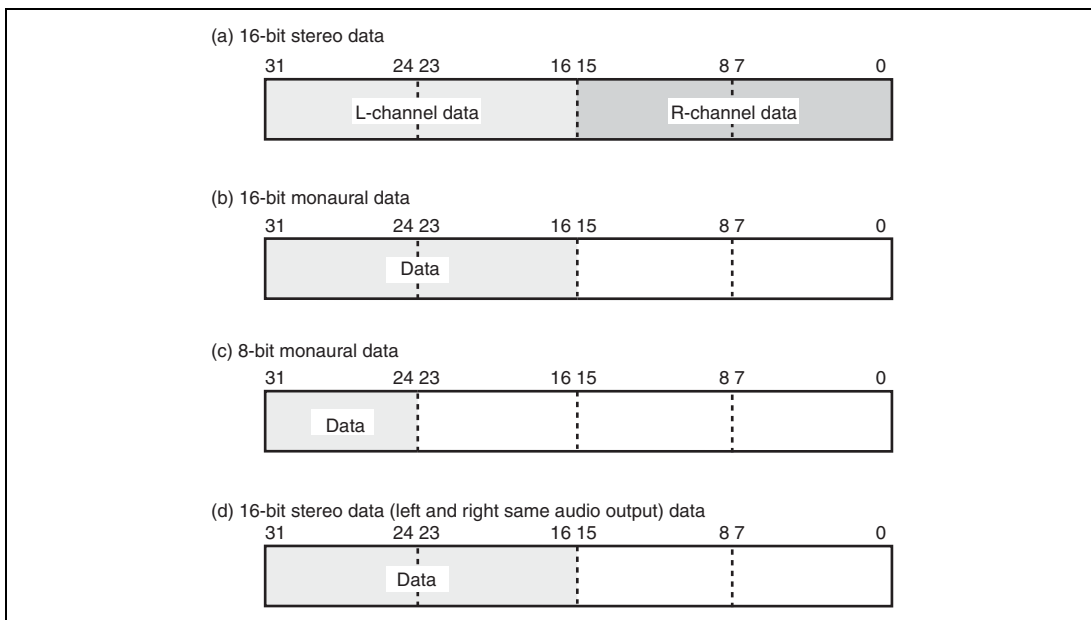 (a) 16-bit stereo data
31 24 23 16 15 8 7 0
L-channel data R-channel data
(b) 16-bit monaural data
31 24 23 16 15 8 7 0
Data
(c) 8-bit monaural data
31 24 23 16 15 8 7 0
Data
(d) 16-bit stereo data (left and right same audio output) data
31 24 23 16 15 8 7 0
Data